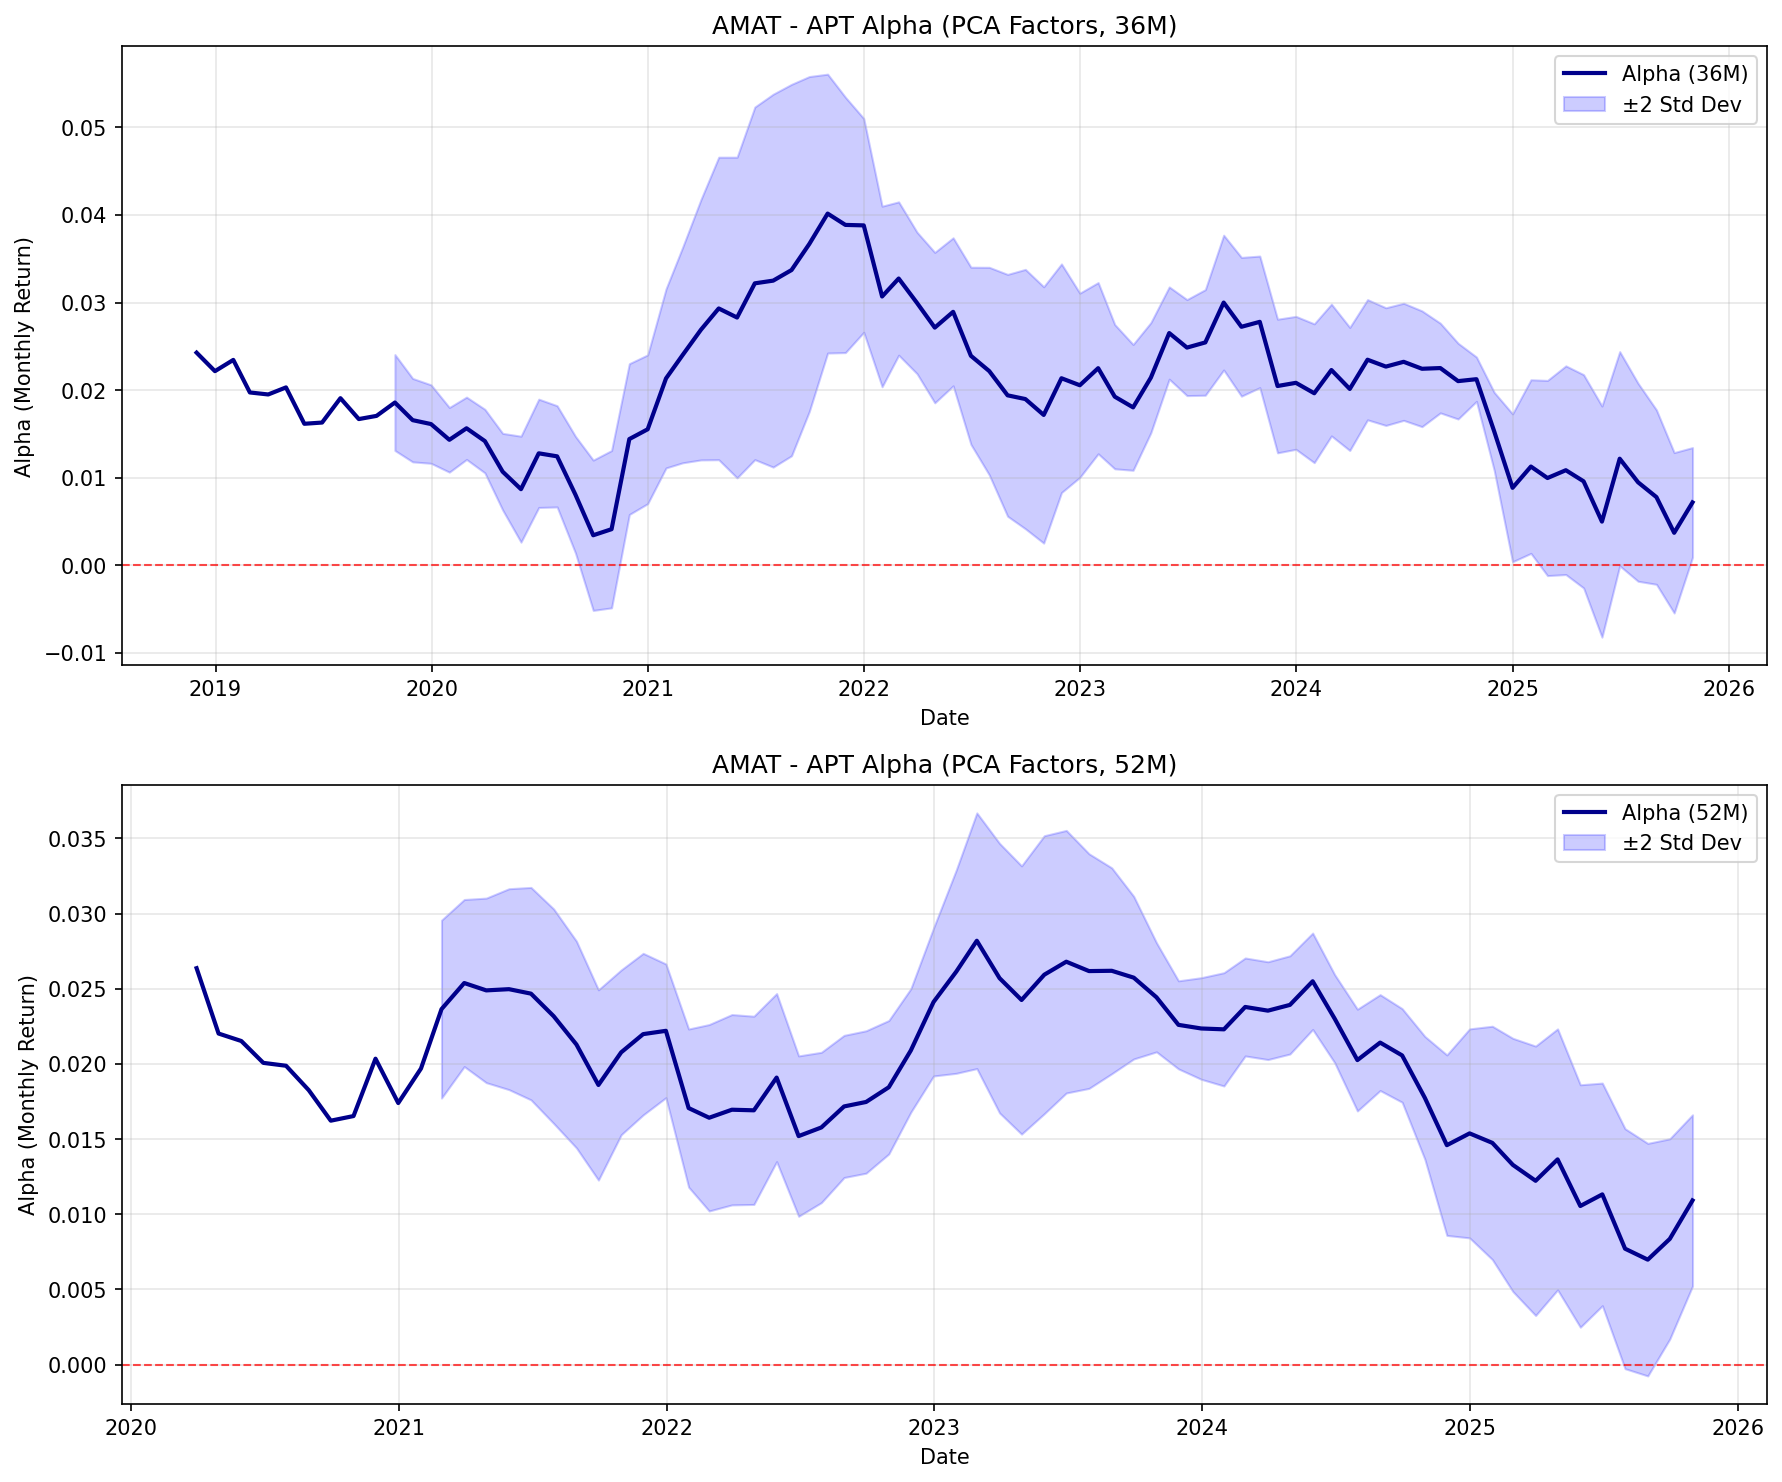 AMAT - APT Alpha (PCA Factors, 36M)
Alpha (Monthly Return)
0.05
0.04
0.03
0.02
0.01
0.00
−0.01
Alpha (36M)
±2 Std Dev
2019 2020 2021 2022 2023 2024 2025 2026
Date
AMAT - APT Alpha (PCA Factors, 52M)
Alpha (Monthly Return)
0.035
0.030
0.025
0.020
0.015
0.010
0.005
0.000
Alpha (52M)
±2 Std Dev
2020 2021 2022 2023 2024 2025 2026
Date